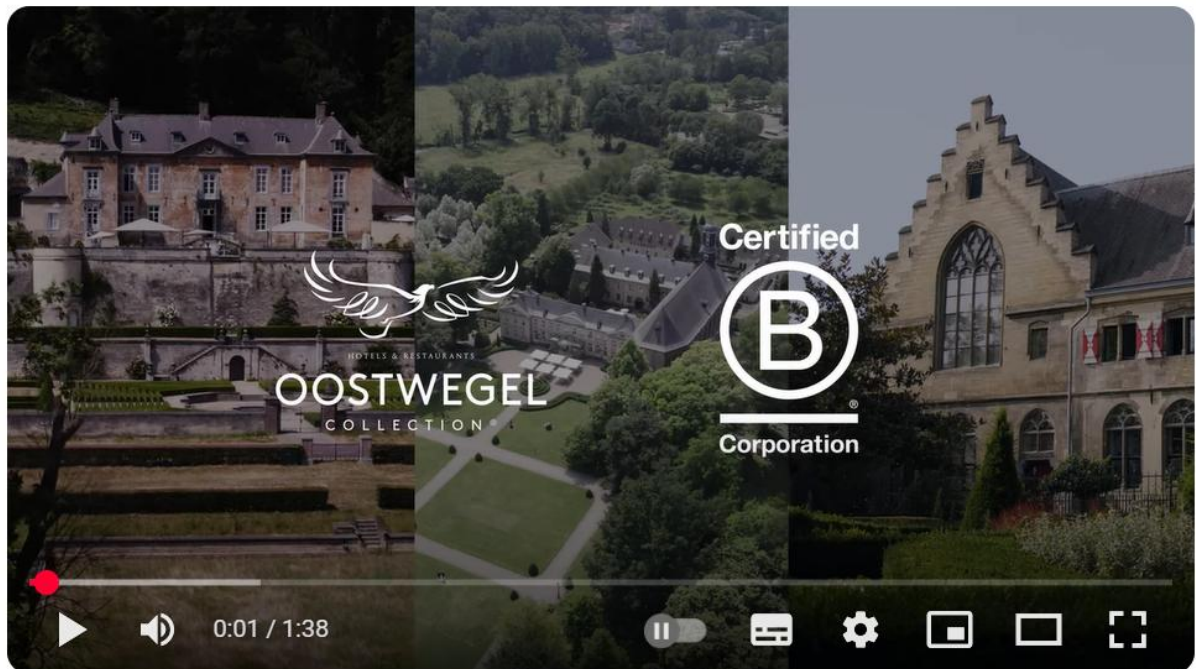 HOTELS & RESTAURANTS
OOSTWEGEL
COLLECTION®
Certified
B
®
Corporation
0:01 / 1:38